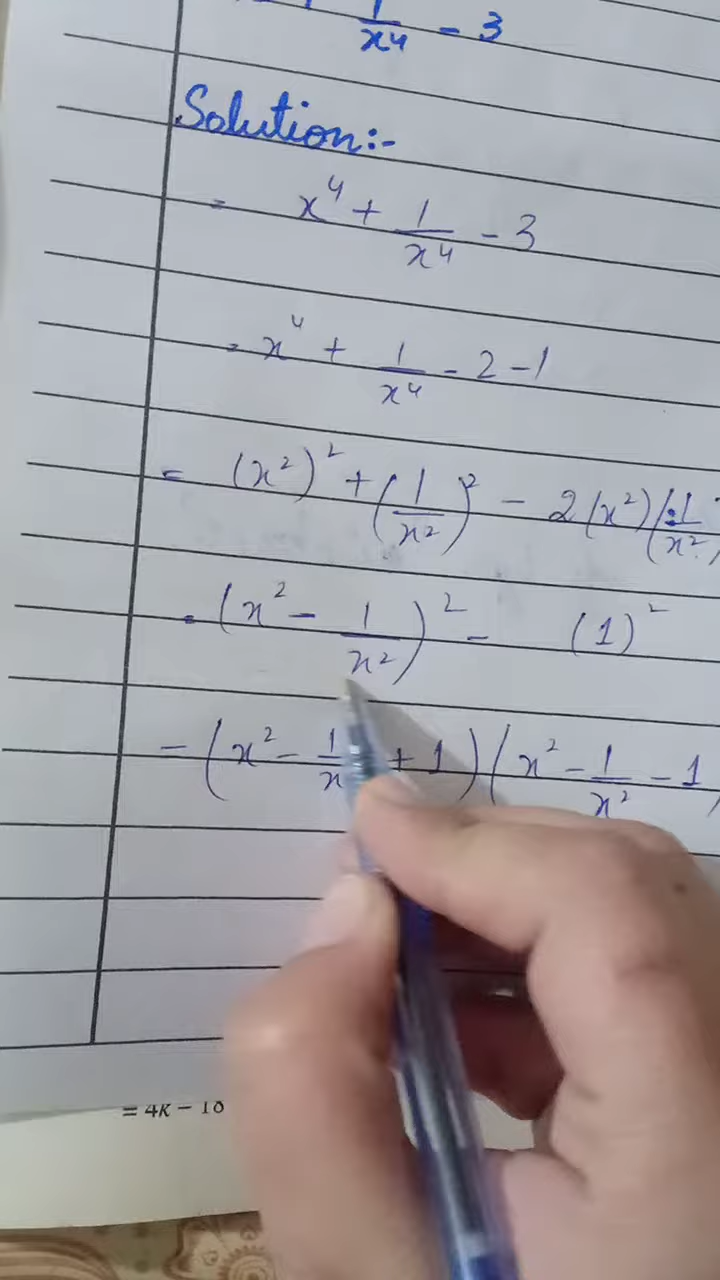 1/x⁴ - 3
Solution:-
= x⁴ + 1/x⁴ - 3
= x⁴ + 1/x⁴ - 2 - 1
= (x²)² + (1/x²)² - 2(x²)(1/x²)
= (x² - 1/x²)² - (1)²
= (x² - 1/x + 1)(x² - 1/x² - 1
= 4k - 18